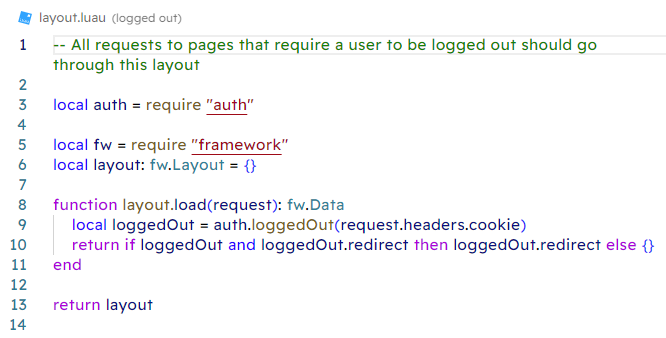 layout.luau (logged out)
1 -- All requests to pages that require a user to be logged out should go
through this layout
2
3 local auth = require "auth"
4
5 local fw = require "framework"
6 local layout: fw.Layout = {}
7
8 function layout.load(request): fw.Data
9 local loggedOut = auth.loggedOut(request.headers.cookie)
10 return if loggedOut and loggedOut.redirect then loggedOut.redirect else {}
11 end
12
13 return layout
14